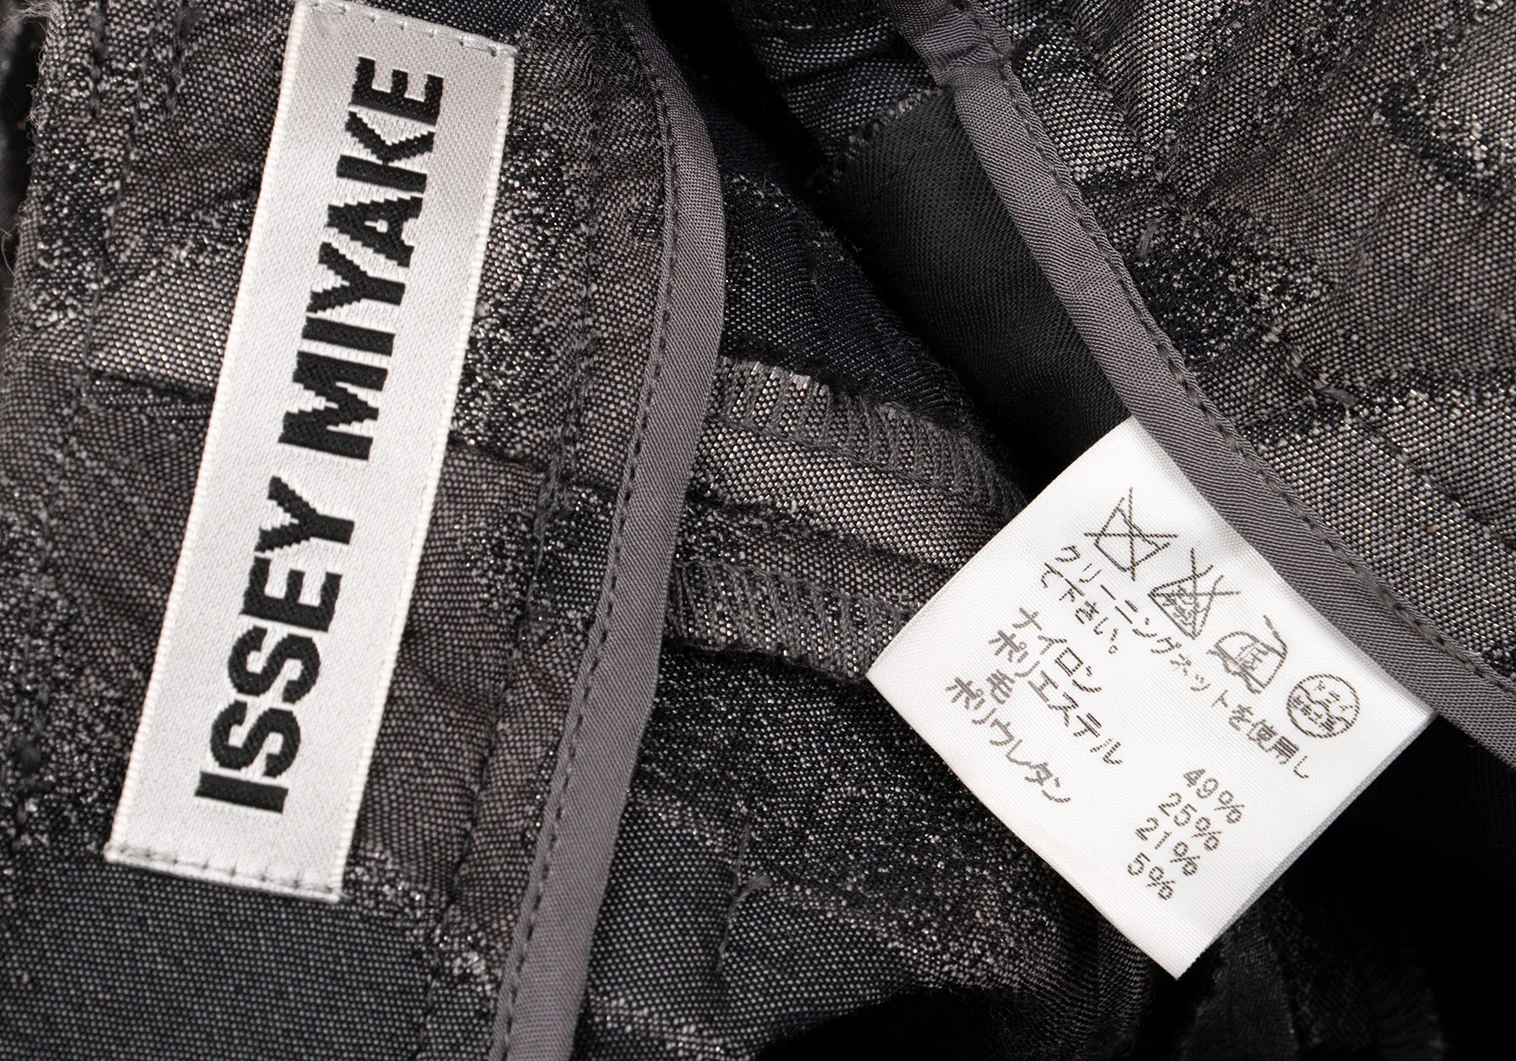 ISSEY MIYAKE
クリーニングネットを使用し
て下さい。
ナイロン 49%
ポリエステル 25%
毛 21%
ポリウレタン 5%